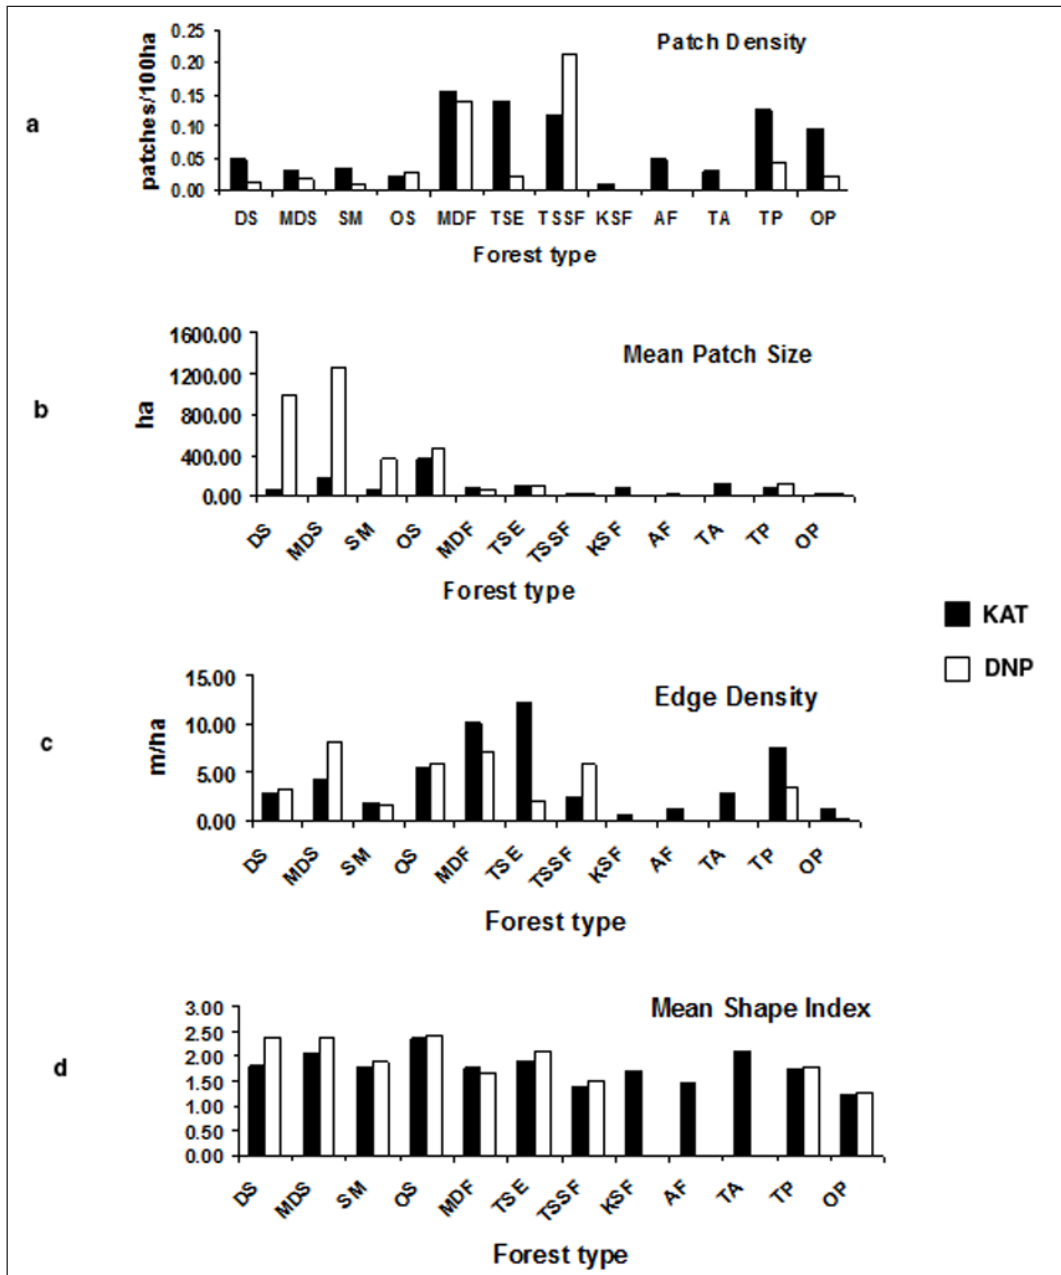 Patch Density
a
patches/100ha
0.25
0.20
0.15
0.10
0.05
0.00
DS MDS SM OS MDF TSE TSSF KSF AF TA TP OP
Forest type
Mean Patch Size
b
ha
1600.00
1200.00
800.00
400.00
0.00
DS MDS SM OS MDF TSE TSSF KSF AF TA TP OP
Forest type
KAT
DNP
Edge Density
c
m/ha
15.00
10.00
5.00
0.00
DS MDS SM OS MDF TSE TSSF KSF AF TA TP OP
Forest type
Mean Shape Index
d
3.00
2.50
2.00
1.50
1.00
0.50
0.00
DS MDS SM OS MDF TSE TSSF KSF AF TA TP OP
Forest type